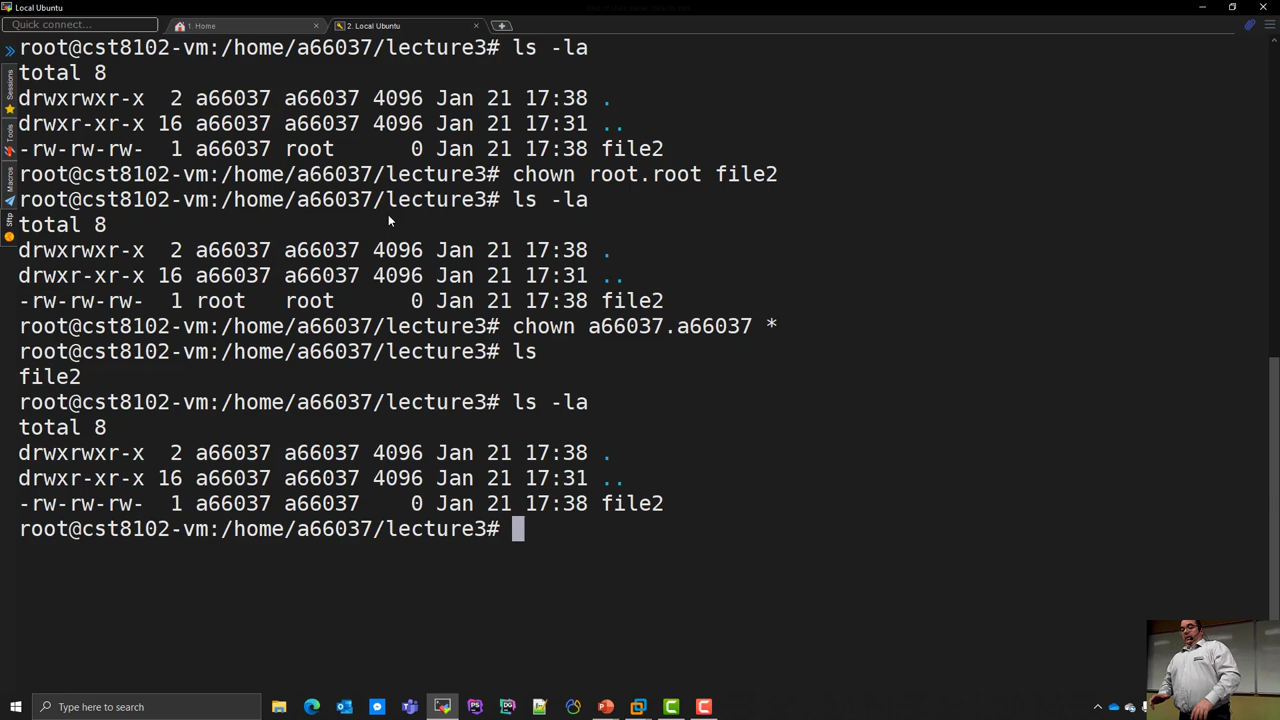 Local Ubuntu
Quick connect...
1. Home
2. Local Ubuntu
Sessions
Tools
Macros
Sftp
root@cst8102-vm:/home/a66037/lecture3# ls -la
total 8
drwxrwxr-x  2 a66037 a66037 4096 Jan 21 17:38 .
drwxr-xr-x 16 a66037 a66037 4096 Jan 21 17:31 ..
-rw-rw-rw-  1 a66037 root      0 Jan 21 17:38 file2
root@cst8102-vm:/home/a66037/lecture3# chown root.root file2
root@cst8102-vm:/home/a66037/lecture3# ls -la
total 8
drwxrwxr-x  2 a66037 a66037 4096 Jan 21 17:38 .
drwxr-xr-x 16 a66037 a66037 4096 Jan 21 17:31 ..
-rw-rw-rw-  1 root   root      0 Jan 21 17:38 file2
root@cst8102-vm:/home/a66037/lecture3# chown a66037.a66037 *
root@cst8102-vm:/home/a66037/lecture3# ls
file2
root@cst8102-vm:/home/a66037/lecture3# ls -la
total 8
drwxrwxr-x  2 a66037 a66037 4096 Jan 21 17:38 .
drwxr-xr-x 16 a66037 a66037 4096 Jan 21 17:31 ..
-rw-rw-rw-  1 a66037 a66037    0 Jan 21 17:38 file2
root@cst8102-vm:/home/a66037/lecture3#
Type here to search